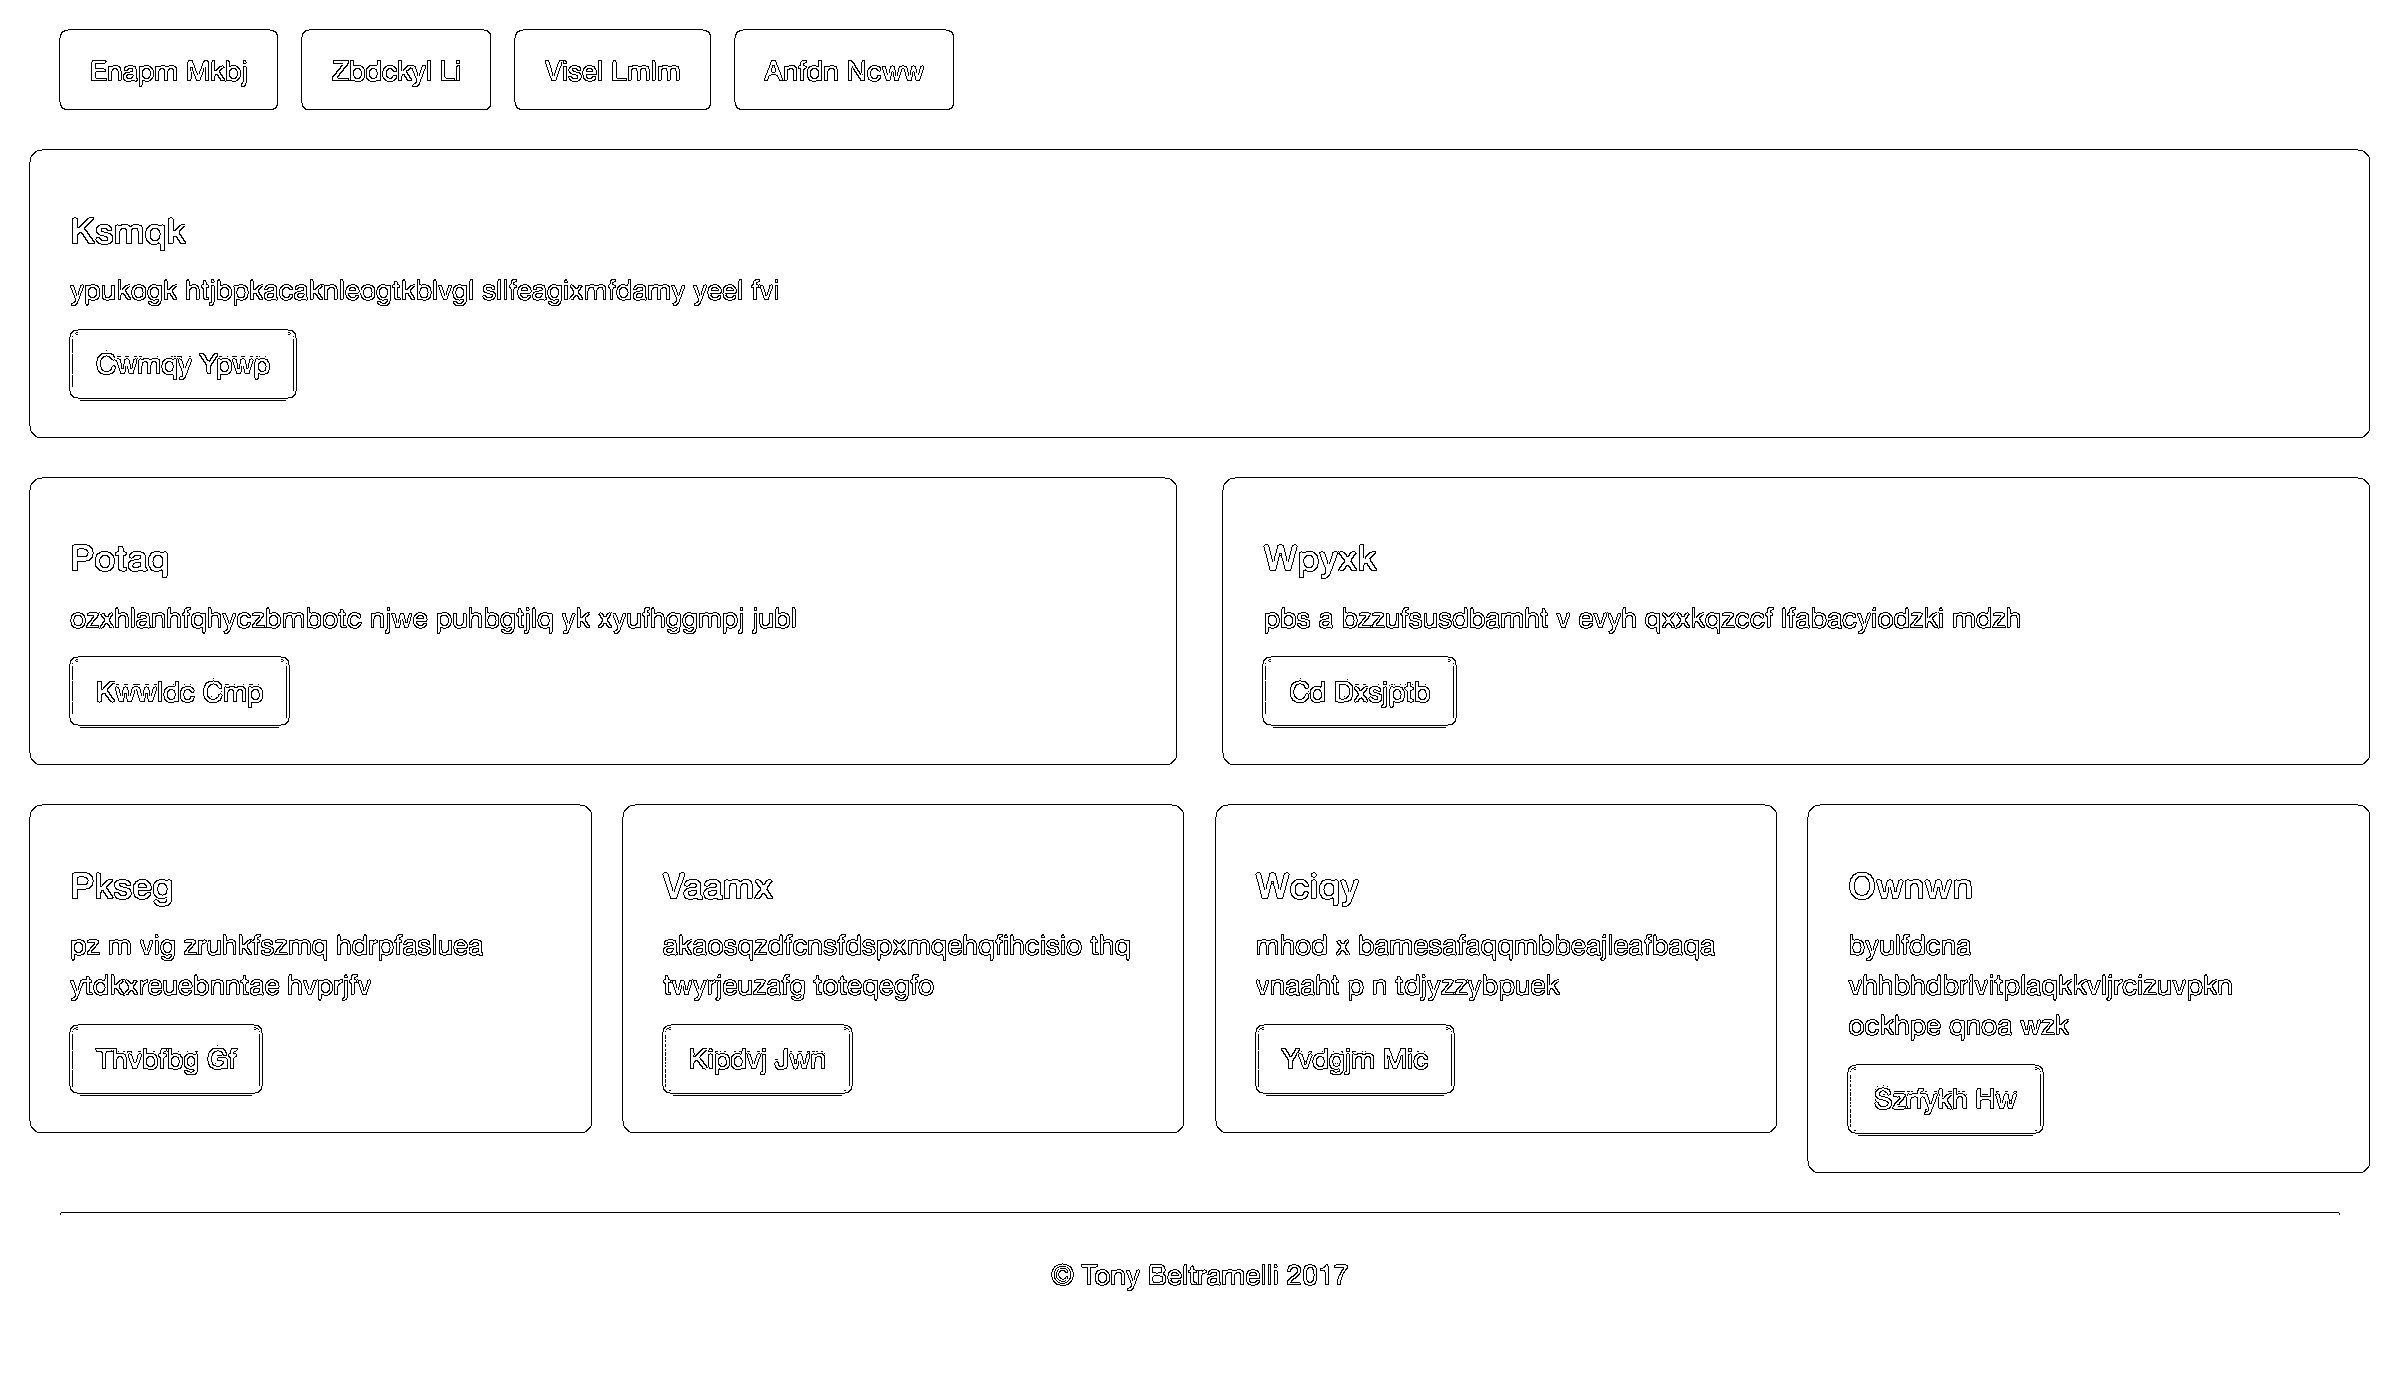 Enapm Mkbj
Zbdckyl Li
Visel Lmlm
Anfdn Ncww
Ksmqk
ypukogk htjbpkacaknleogtkblvgl sllfeagixmfdamy yeel fvi
Cwmqy Ypwp
Potaq
ozxhlanhfqhyczbmbotc njwe puhbgtjlq yk xyufhggmpj jubl
Kwwldc Cmp
Wpyxk
pbs a bzzufsusdbamht v evyh qxxkqzccf lfabacyiodzki mdzh
Cd Dxsjptb
Pkseg
pz m vig zruhkfszmq hdrpfasluea
ytdkxreuebnntae hvprjfv
Thvbfbg Gf
Vaamx
akaosqzdfcnsfdspxmqehqfihcisio thq
twyrjeuzafg toteqegfo
Kipdvj Jwn
Wciqy
mhod x bamesafaqqmbbeajleafbaqa
vnaaht p n tdjyzzybpuek
Yvdgjm Mic
Ownwn
byulfdcna
vhhbhdbrlvitplaqkkvljrcizuvpkn
ockhpe qnoa wzk
Szrfykh Hw
© Tony Beltramelli 2017